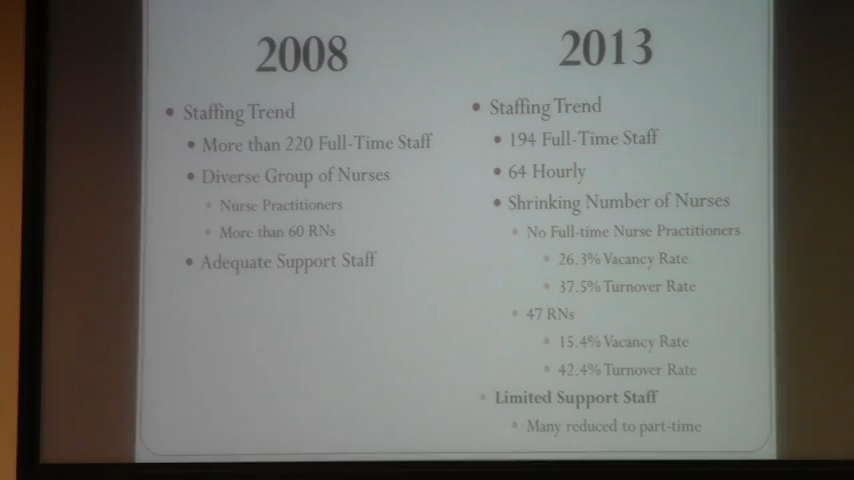 2008
• Staffing Trend
• More than 220 Full-Time Staff
• Diverse Group of Nurses
• Nurse Practitioners
• More than 60 RNs
• Adequate Support Staff
2013
• Staffing Trend
• 194 Full-Time Staff
• 64 Hourly
• Shrinking Number of Nurses
• No Full-time Nurse Practitioners
• 26.3% Vacancy Rate
• 37.5% Turnover Rate
• 47 RNs
• 15.4% Vacancy Rate
• 42.4% Turnover Rate
• Limited Support Staff
• Many reduced to part-time